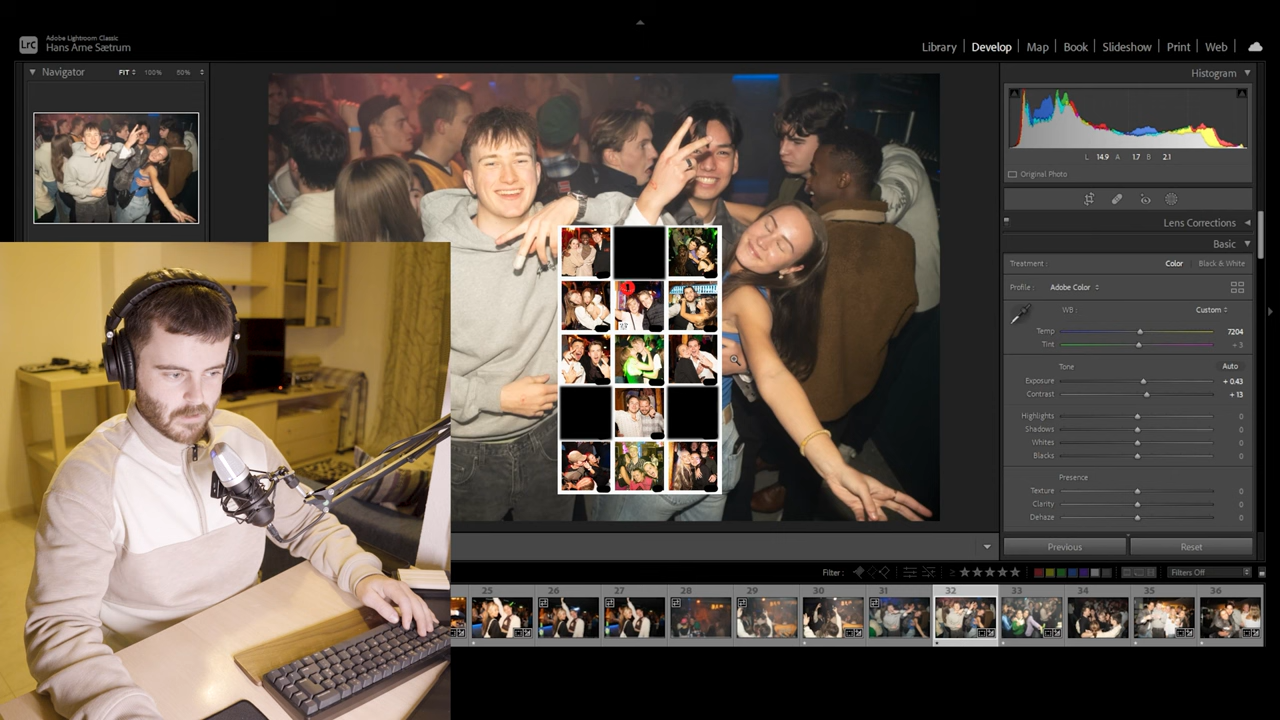 LrC
Adobe Lightroom Classic
Hans Arne Sætrum
Library | Develop | Map | Book | Slideshow | Print | Web
Navigator
FIT
100%
50%
Histogram
L 14.9 A 1.7 B 2.1
Original Photo
Lens Corrections
Basic
Treatment :
Color
Black & White
Profile :
Adobe Color
WB :
Custom
Temp
7204
Tint
+ 3
Tone
Auto
Exposure
+ 0.43
Contrast
+ 13
Highlights
0
Shadows
0
Whites
0
Blacks
0
Presence
Texture
0
Clarity
0
Dehaze
0
Previous
Reset
Filter :
Filters Off
25
26
27
28
29
30
31
32
33
34
35
36